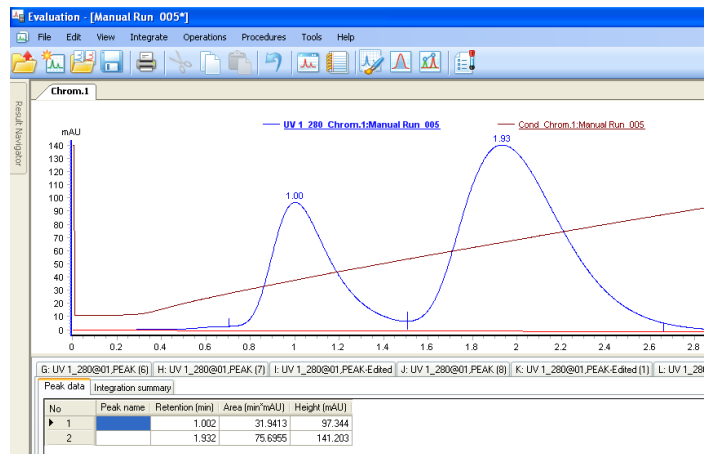 Evaluation - [Manual Run 005*]
File Edit View Integrate Operations Procedures Tools Help
Chrom.1
Result Navigator
mAU
UV 1_280 Chrom.1:Manual Run 005
Cond Chrom.1:Manual Run 005
1.93
1.00
140
130
120
110
100
90
80
70
60
50
40
30
20
10
0
0 0.2 0.4 0.6 0.8 1 1.2 1.4 1.6 1.8 2 2.2 2.4 2.6 2.8
G: UV 1_280@01,PEAK (6) H: UV 1_280@01,PEAK (7) I: UV 1_280@01,PEAK-Edited J: UV 1_280@01,PEAK (8) K: UV 1_280@01,PEAK-Edited (1) L: UV 1_280
Peak data Integration summary
No Peak name Retention (min) Area (min*mAU) Height (mAU)
1 1.002 31.9413 97.344
2 1.932 75.6955 141.203